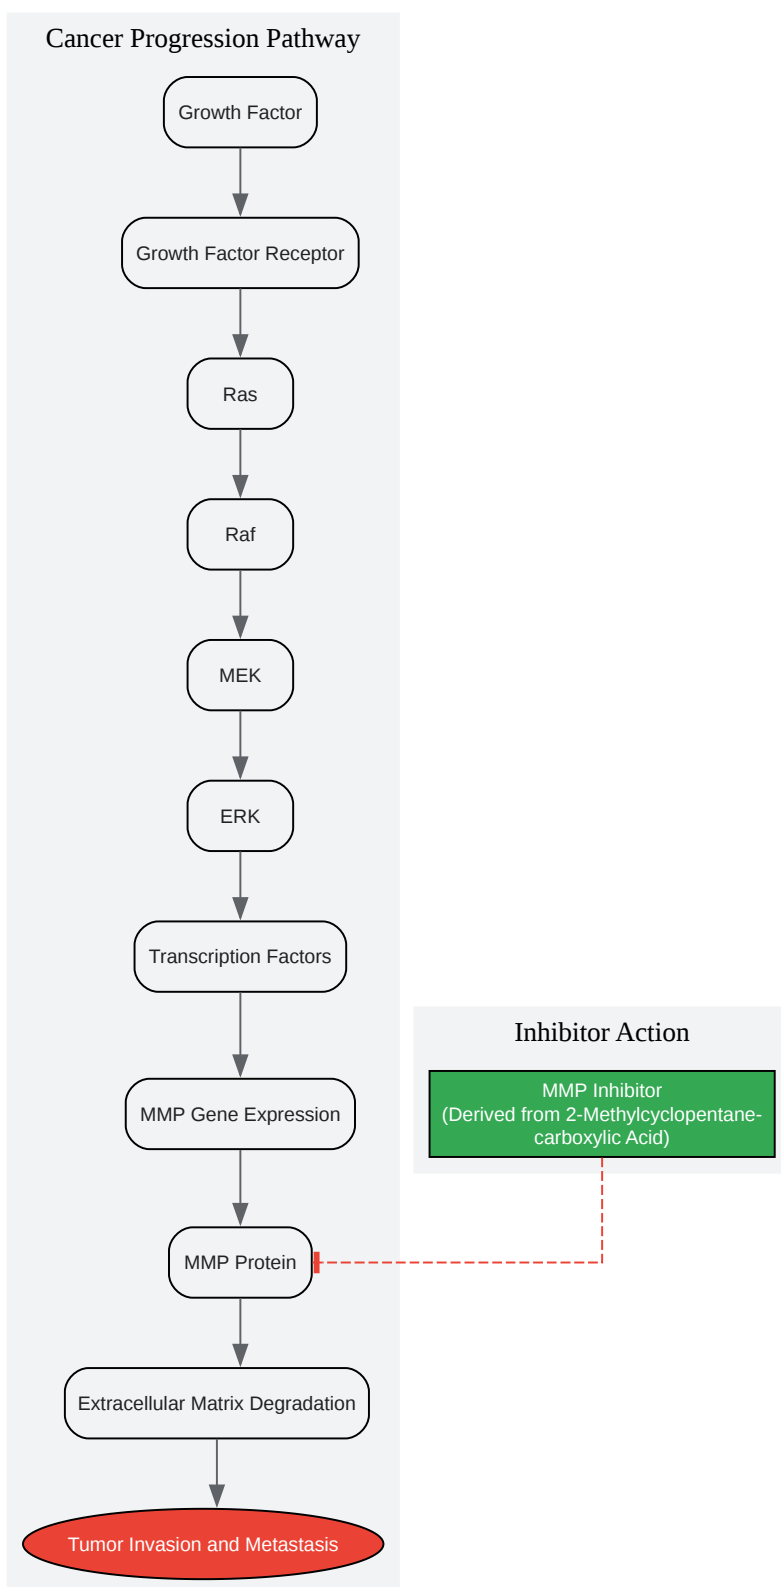 Cancer Progression Pathway
Growth Factor
Growth Factor Receptor
Ras
Raf
MEK
ERK
Transcription Factors
MMP Gene Expression
MMP Protein
Extracellular Matrix Degradation
Tumor Invasion and Metastasis
Inhibitor Action
MMP Inhibitor
(Derived from 2-Methylcyclopentane-
carboxylic Acid)